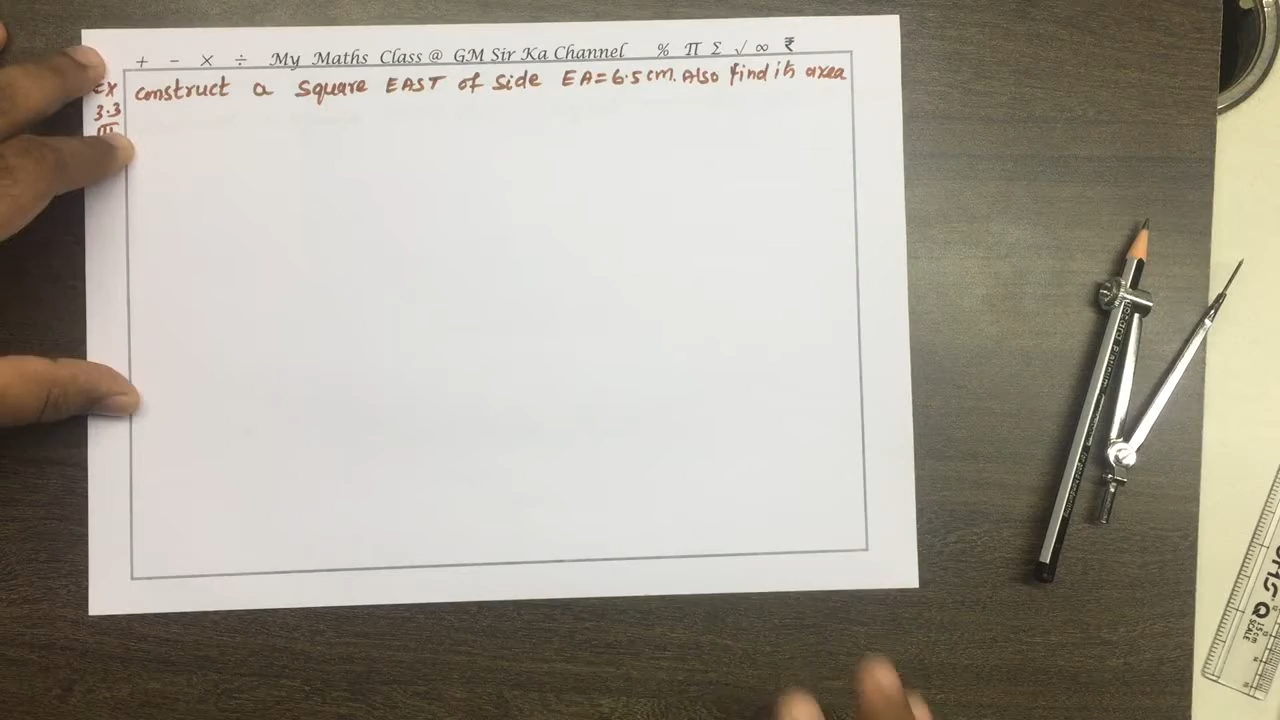 + - × ÷ My Maths Class @ GM Sir Ka Channel % Π Σ √ ∞ ₹
Ex construct a square EAST of side EA=6.5cm. Also find its area
3.3
III